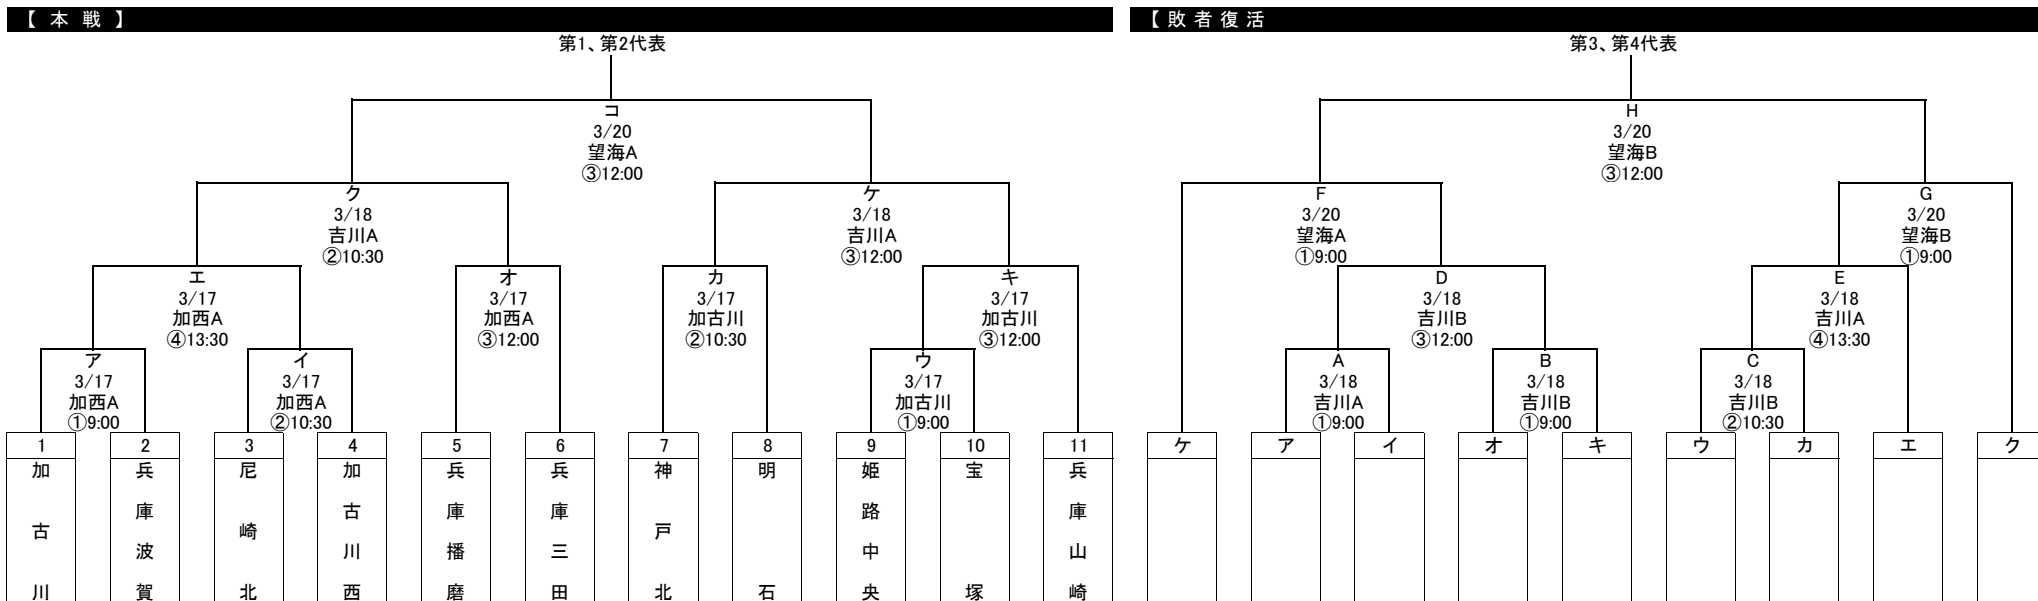 【 本 戦 】
第1、第2代表
コ
3/20
望海A
③12:00
ク
3/18
吉川A
②10:30
ケ
3/18
吉川A
③12:00
エ
3/17
加西A
④13:30
オ
3/17
加西A
③12:00
カ
3/17
加古川
②10:30
キ
3/17
加古川
③12:00
ア
3/17
加西A
①9:00
イ
3/17
加西A
②10:30
ウ
3/17
加古川
①9:00
1
加古川
2
兵庫波賀
3
尼崎北
4
加古川西
5
兵庫播磨
6
兵庫三田
7
神戸北
8
明石
9
姫路中央
10
宝塚
11
兵庫山崎
【 敗 者 復 活
第3、第4代表
H
3/20
望海B
③12:00
F
3/20
望海A
①9:00
G
3/20
望海B
①9:00
D
3/18
吉川B
③12:00
E
3/18
吉川A
④13:30
A
3/18
吉川A
①9:00
B
3/18
吉川B
①9:00
C
3/18
吉川B
②10:30
ケ
ア
イ
オ
キ
ウ
カ
エ
ク